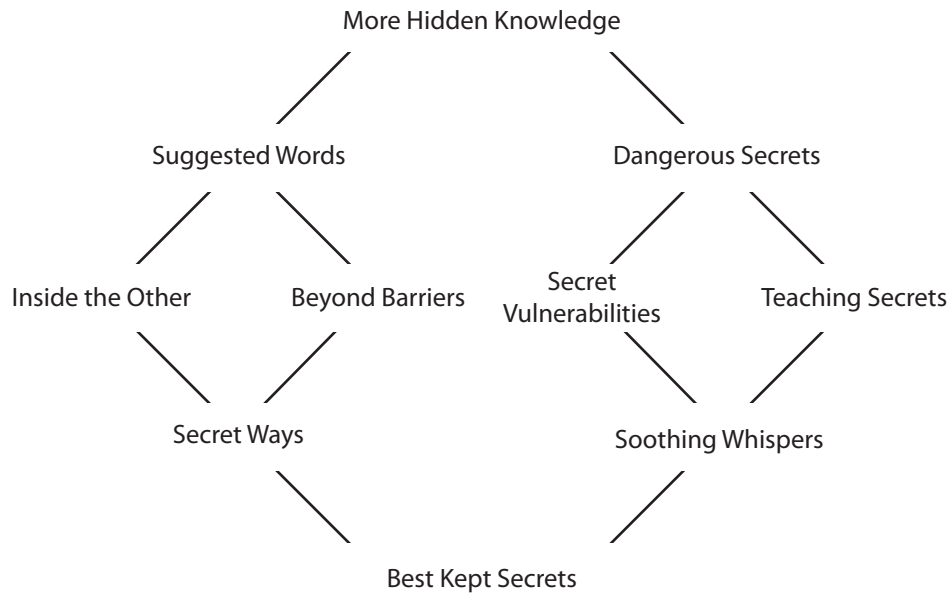 More Hidden Knowledge
Suggested Words
Dangerous Secrets
Inside the Other
Beyond Barriers
Secret
Vulnerabilities
Teaching Secrets
Secret Ways
Soothing Whispers
Best Kept Secrets